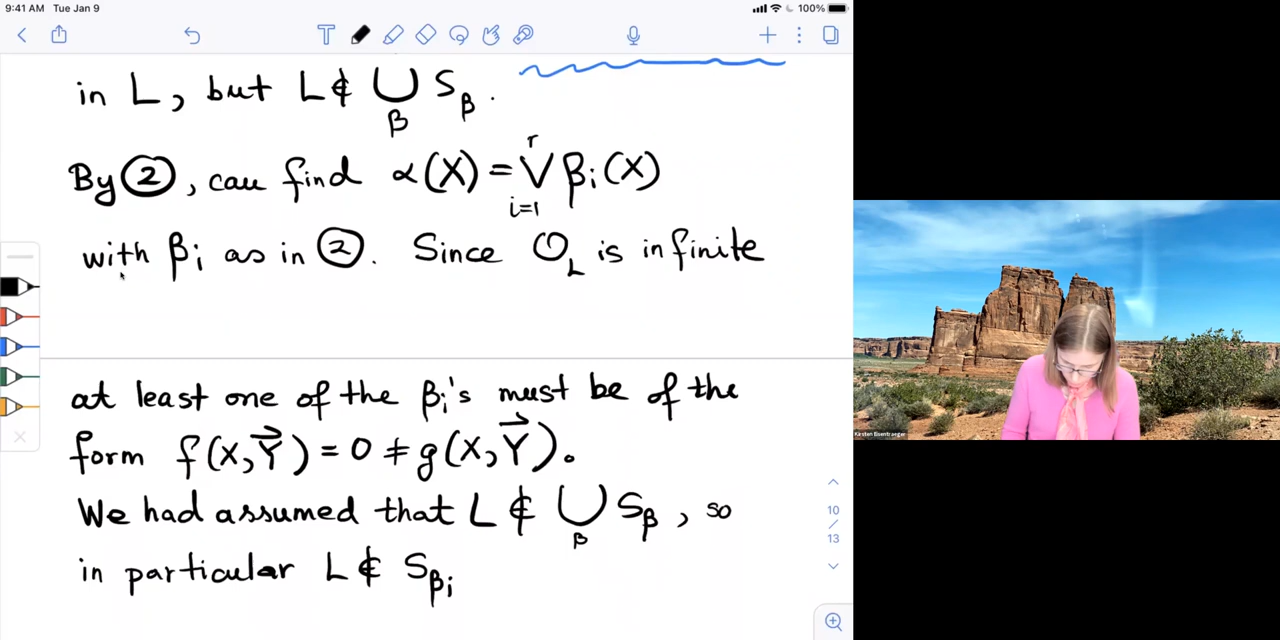 9:41 AM Tue Jan 9
100%
in L, but L ∉ ⋃_β S_β.
By ②, can find α(X) = ⋁_{i=1}^{r} β_i(X)
with β_i as in ②. Since O_L is infinite
at least one of the β_i's must be of the
form f(X,Y⃗) = 0 ≠ g(X,Y⃗).
We had assumed that L ∉ ⋃_β S_β, so
in particular L ∉ S_{β_i}
10
/
13
Kirsten Eisentraeger